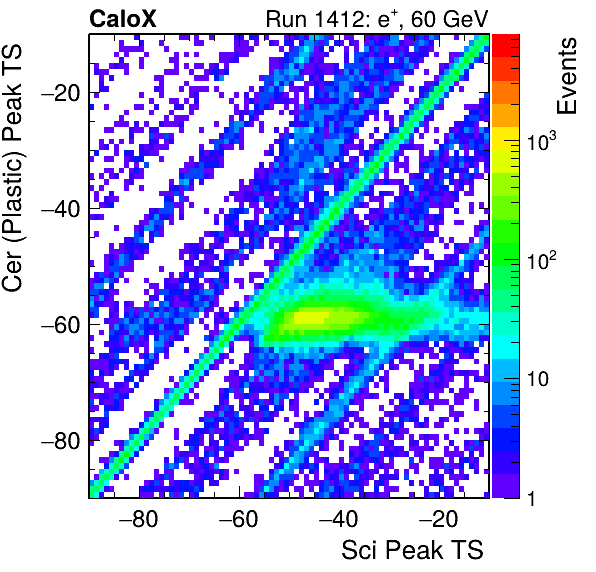 CaloX Run 1412: e⁺, 60 GeV
Cer (Plastic) Peak TS
−20
−40
−60
−80
−80 −60 −40 −20
Sci Peak TS
Events
10³
10²
10
1